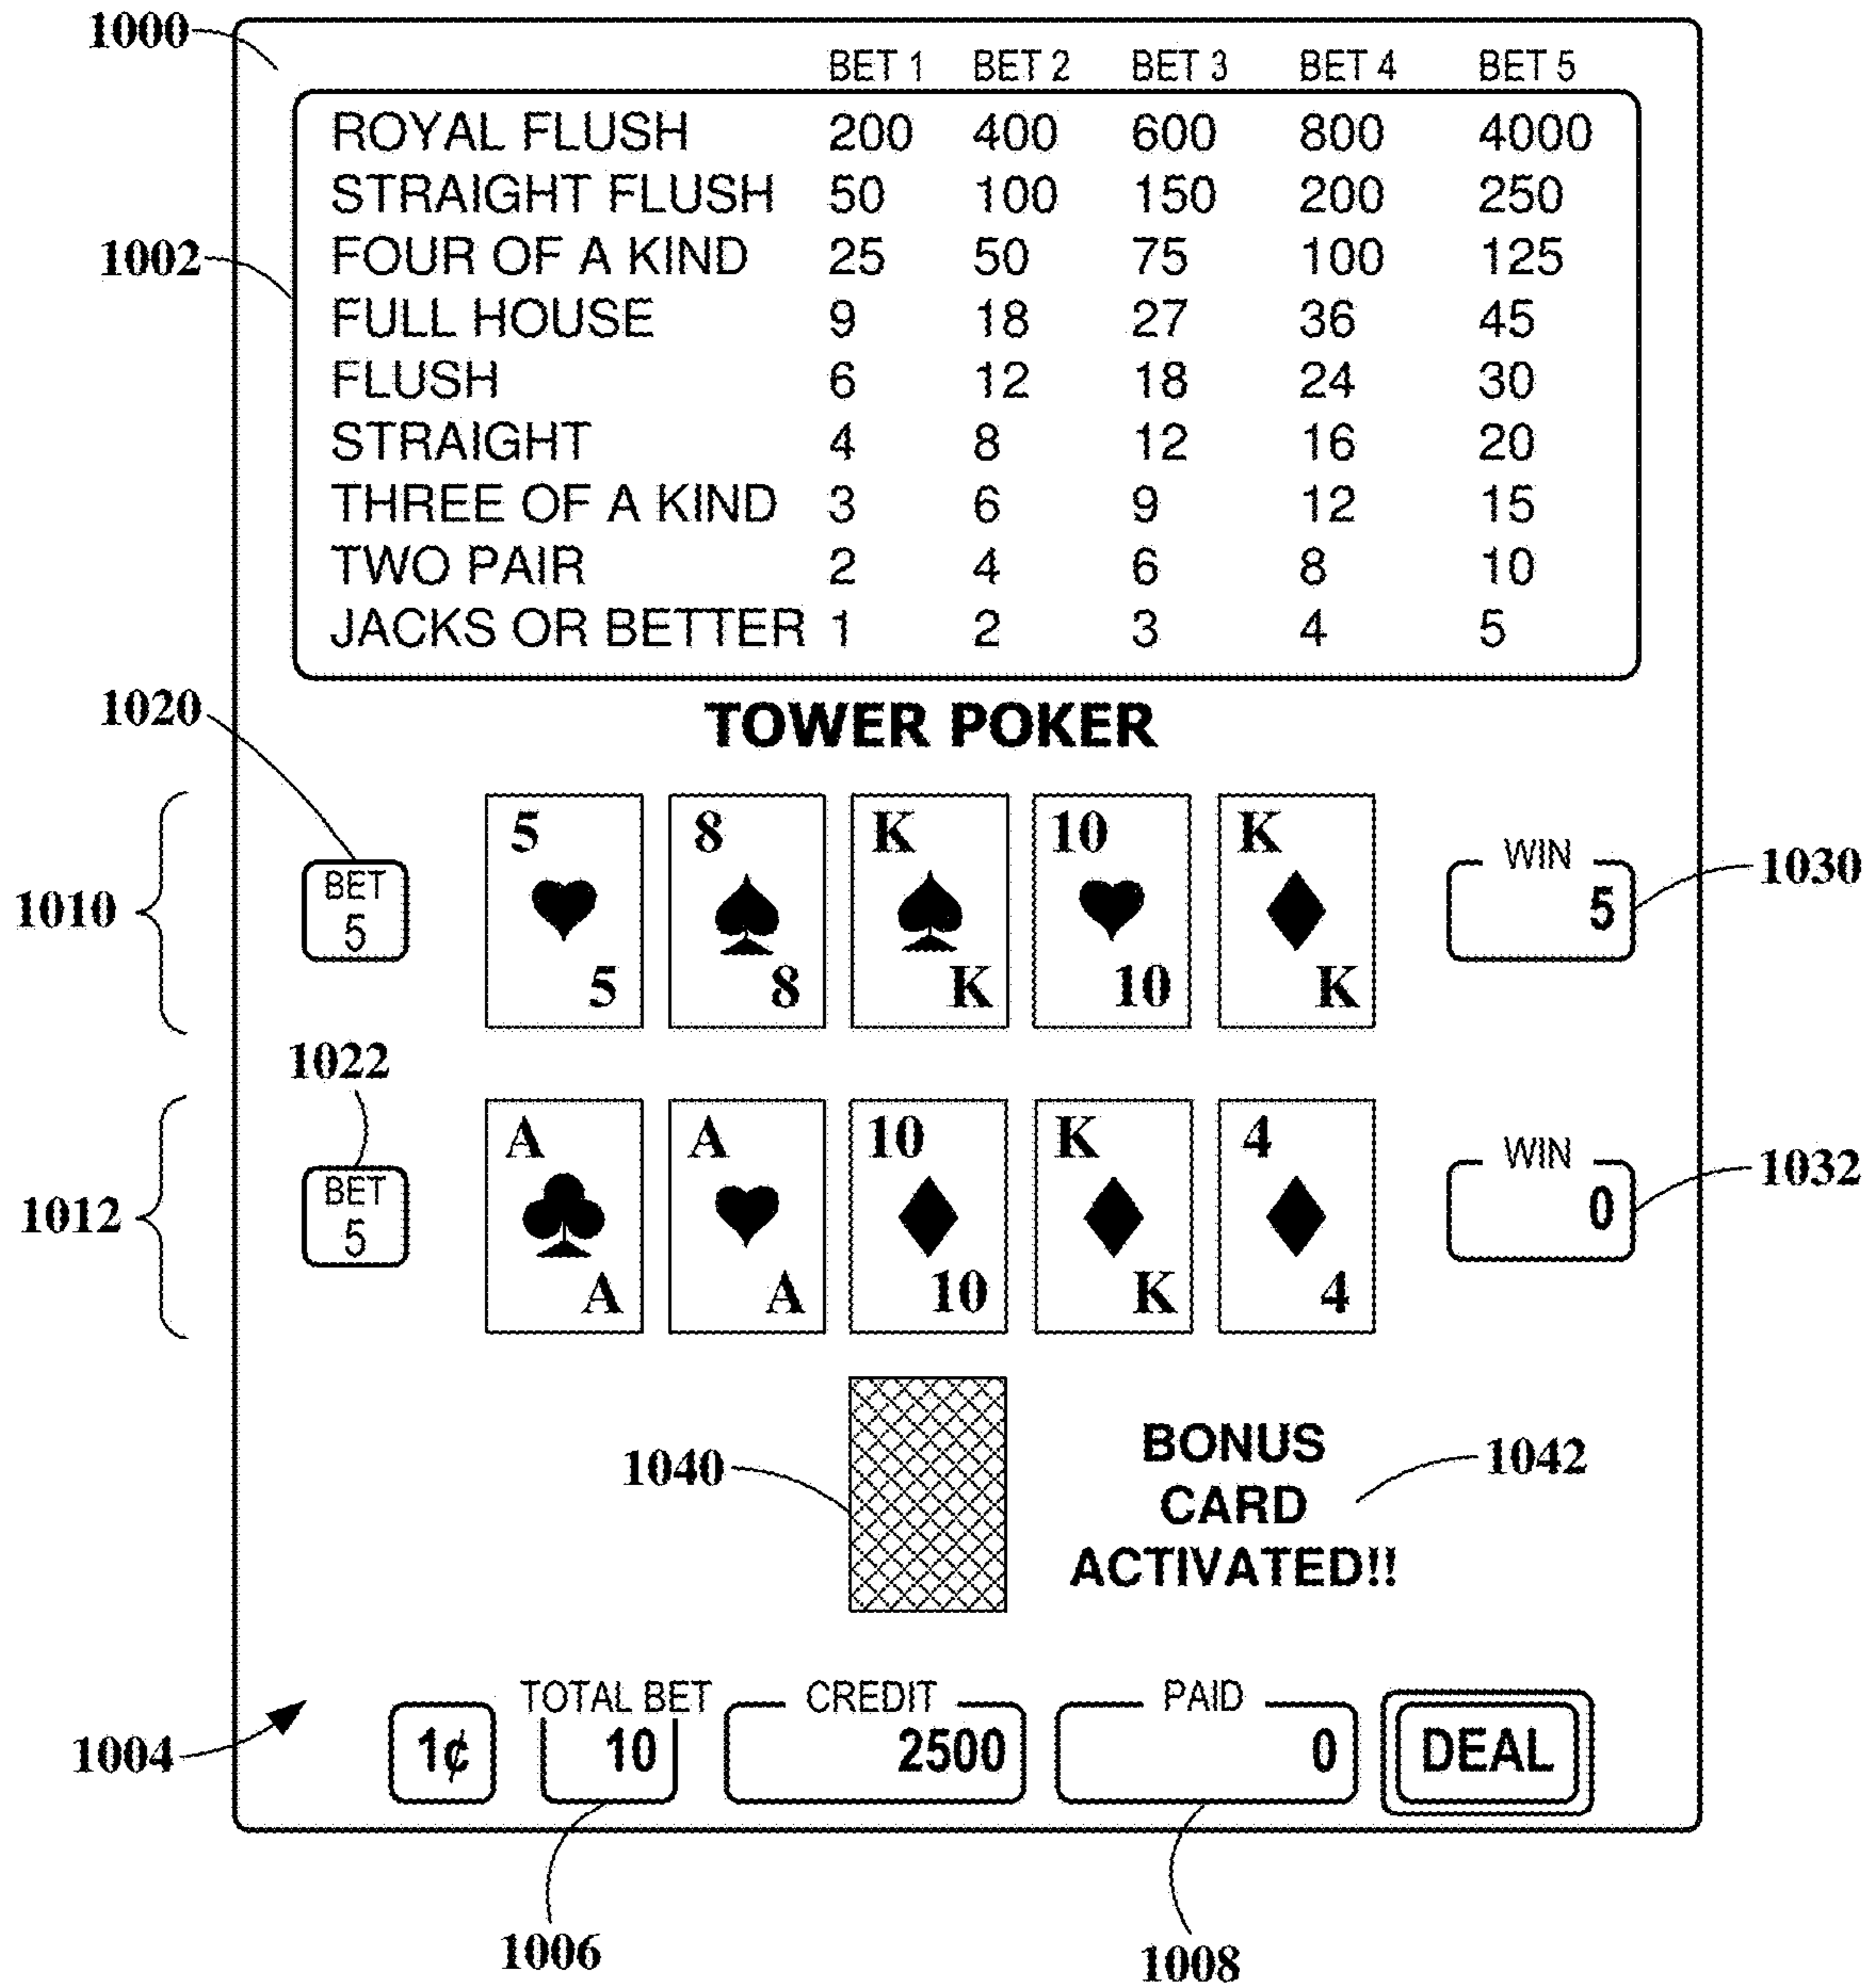 1000
BET 1 BET 2 BET 3 BET 4 BET 5
ROYAL FLUSH 200 400 600 800 4000
STRAIGHT FLUSH 50 100 150 200 250
1002
FOUR OF A KIND 25 50 75 100 125
FULL HOUSE 9 18 27 36 45
FLUSH 6 12 18 24 30
STRAIGHT 4 8 12 16 20
THREE OF A KIND 3 6 9 12 15
TWO PAIR 2 4 6 8 10
JACKS OR BETTER 1 2 3 4 5
1020
TOWER POKER
5 8 K 10 K
WIN
1030
1010
BET
5
5
5 8 K 10 K
1022
A A 10 K 4
WIN
1032
1012
BET
5
0
A A 10 K 4
1040
BONUS
CARD
ACTIVATED!!
1042
TOTAL BET CREDIT PAID
1004
1¢ 10 2500 0 DEAL
1006
1008